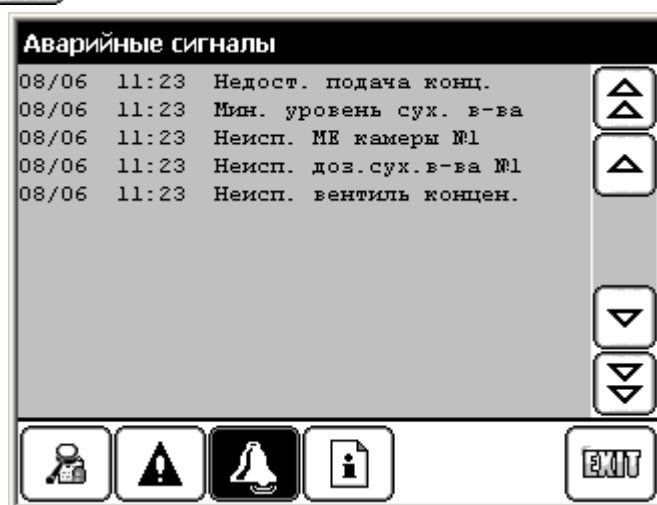 Аварийные сигналы
08/06 11:23 Недост. подача конц.
08/06 11:23 Мин. уровень сух. в-ва
08/06 11:23 Неисп. МЕ камеры №1
08/06 11:23 Неисп. доз.сух.в-ва №1
08/06 11:23 Неисп. вентиль концен.
EXIT